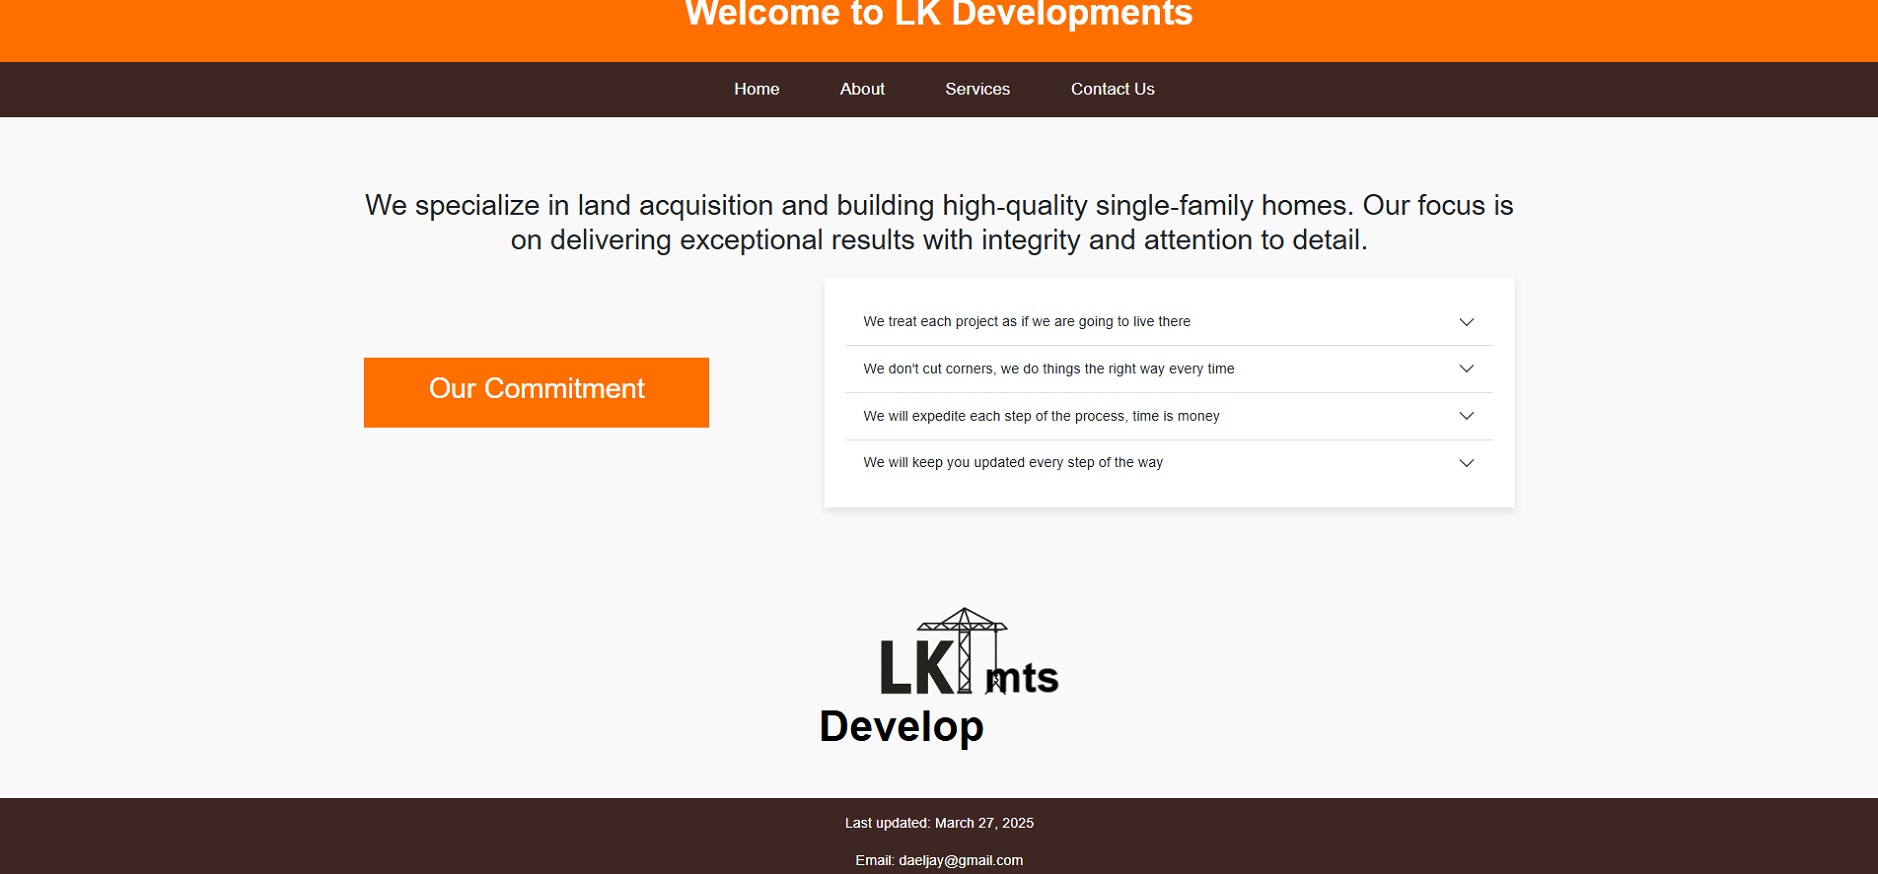 Welcome to LK Developments
Home About Services Contact Us
We specialize in land acquisition and building high-quality single-family homes. Our focus is
on delivering exceptional results with integrity and attention to detail.
Our Commitment
We treat each project as if we are going to live there
We don't cut corners, we do things the right way every time
We will expedite each step of the process, time is money
We will keep you updated every step of the way
LK mts
Develop
Last updated: March 27, 2025
Email: daeljay@gmail.com